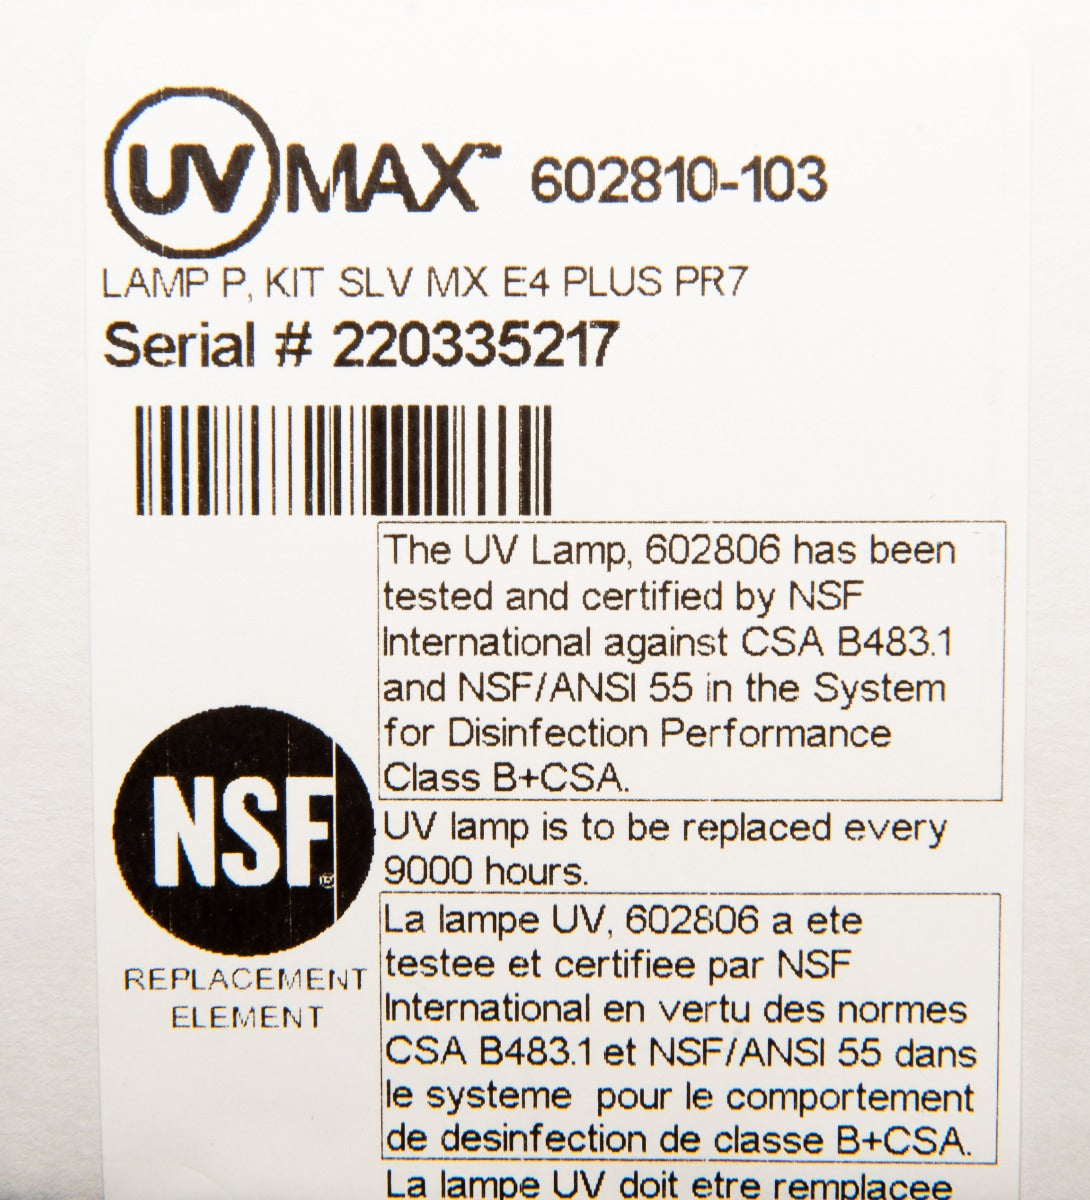 UV MAX™ 602810-103
LAMP P, KIT SLV MX E4 PLUS PR7
Serial # 220335217
The UV Lamp, 602806 has been
tested and certified by NSF
International against CSA B483.1
and NSF/ANSI 55 in the System
for Disinfection Performance
Class B+CSA.
UV lamp is to be replaced every
9000 hours.
NSF®
REPLACEMENT
ELEMENT
La lampe UV, 602806 a ete
testee et certifiee par NSF
International en vertu des normes
CSA B483.1 et NSF/ANSI 55 dans
le systeme pour le comportement
de desinfection de classe B+CSA.
La lampe UV doit etre remplacee